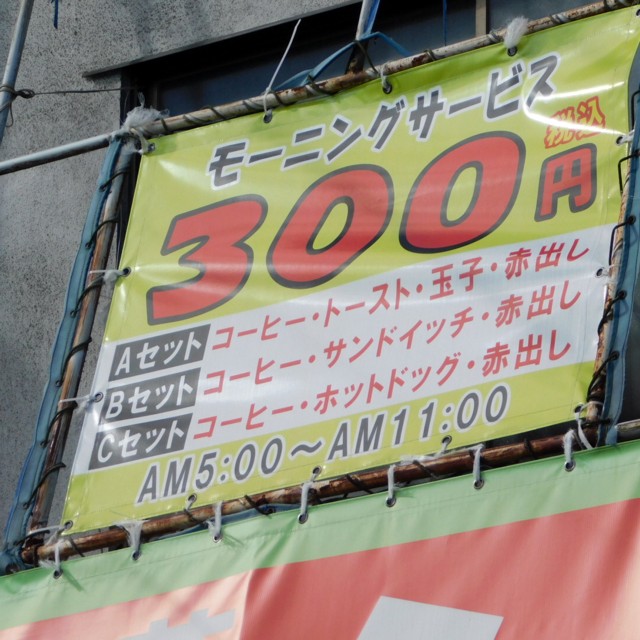 モーニングサービス
300円 税込
Aセット コーヒー・トースト・玉子・赤出し
Bセット コーヒー・サンドイッチ・赤出し
Cセット コーヒー・ホットドッグ・赤出し
AM5:00～AM11:00